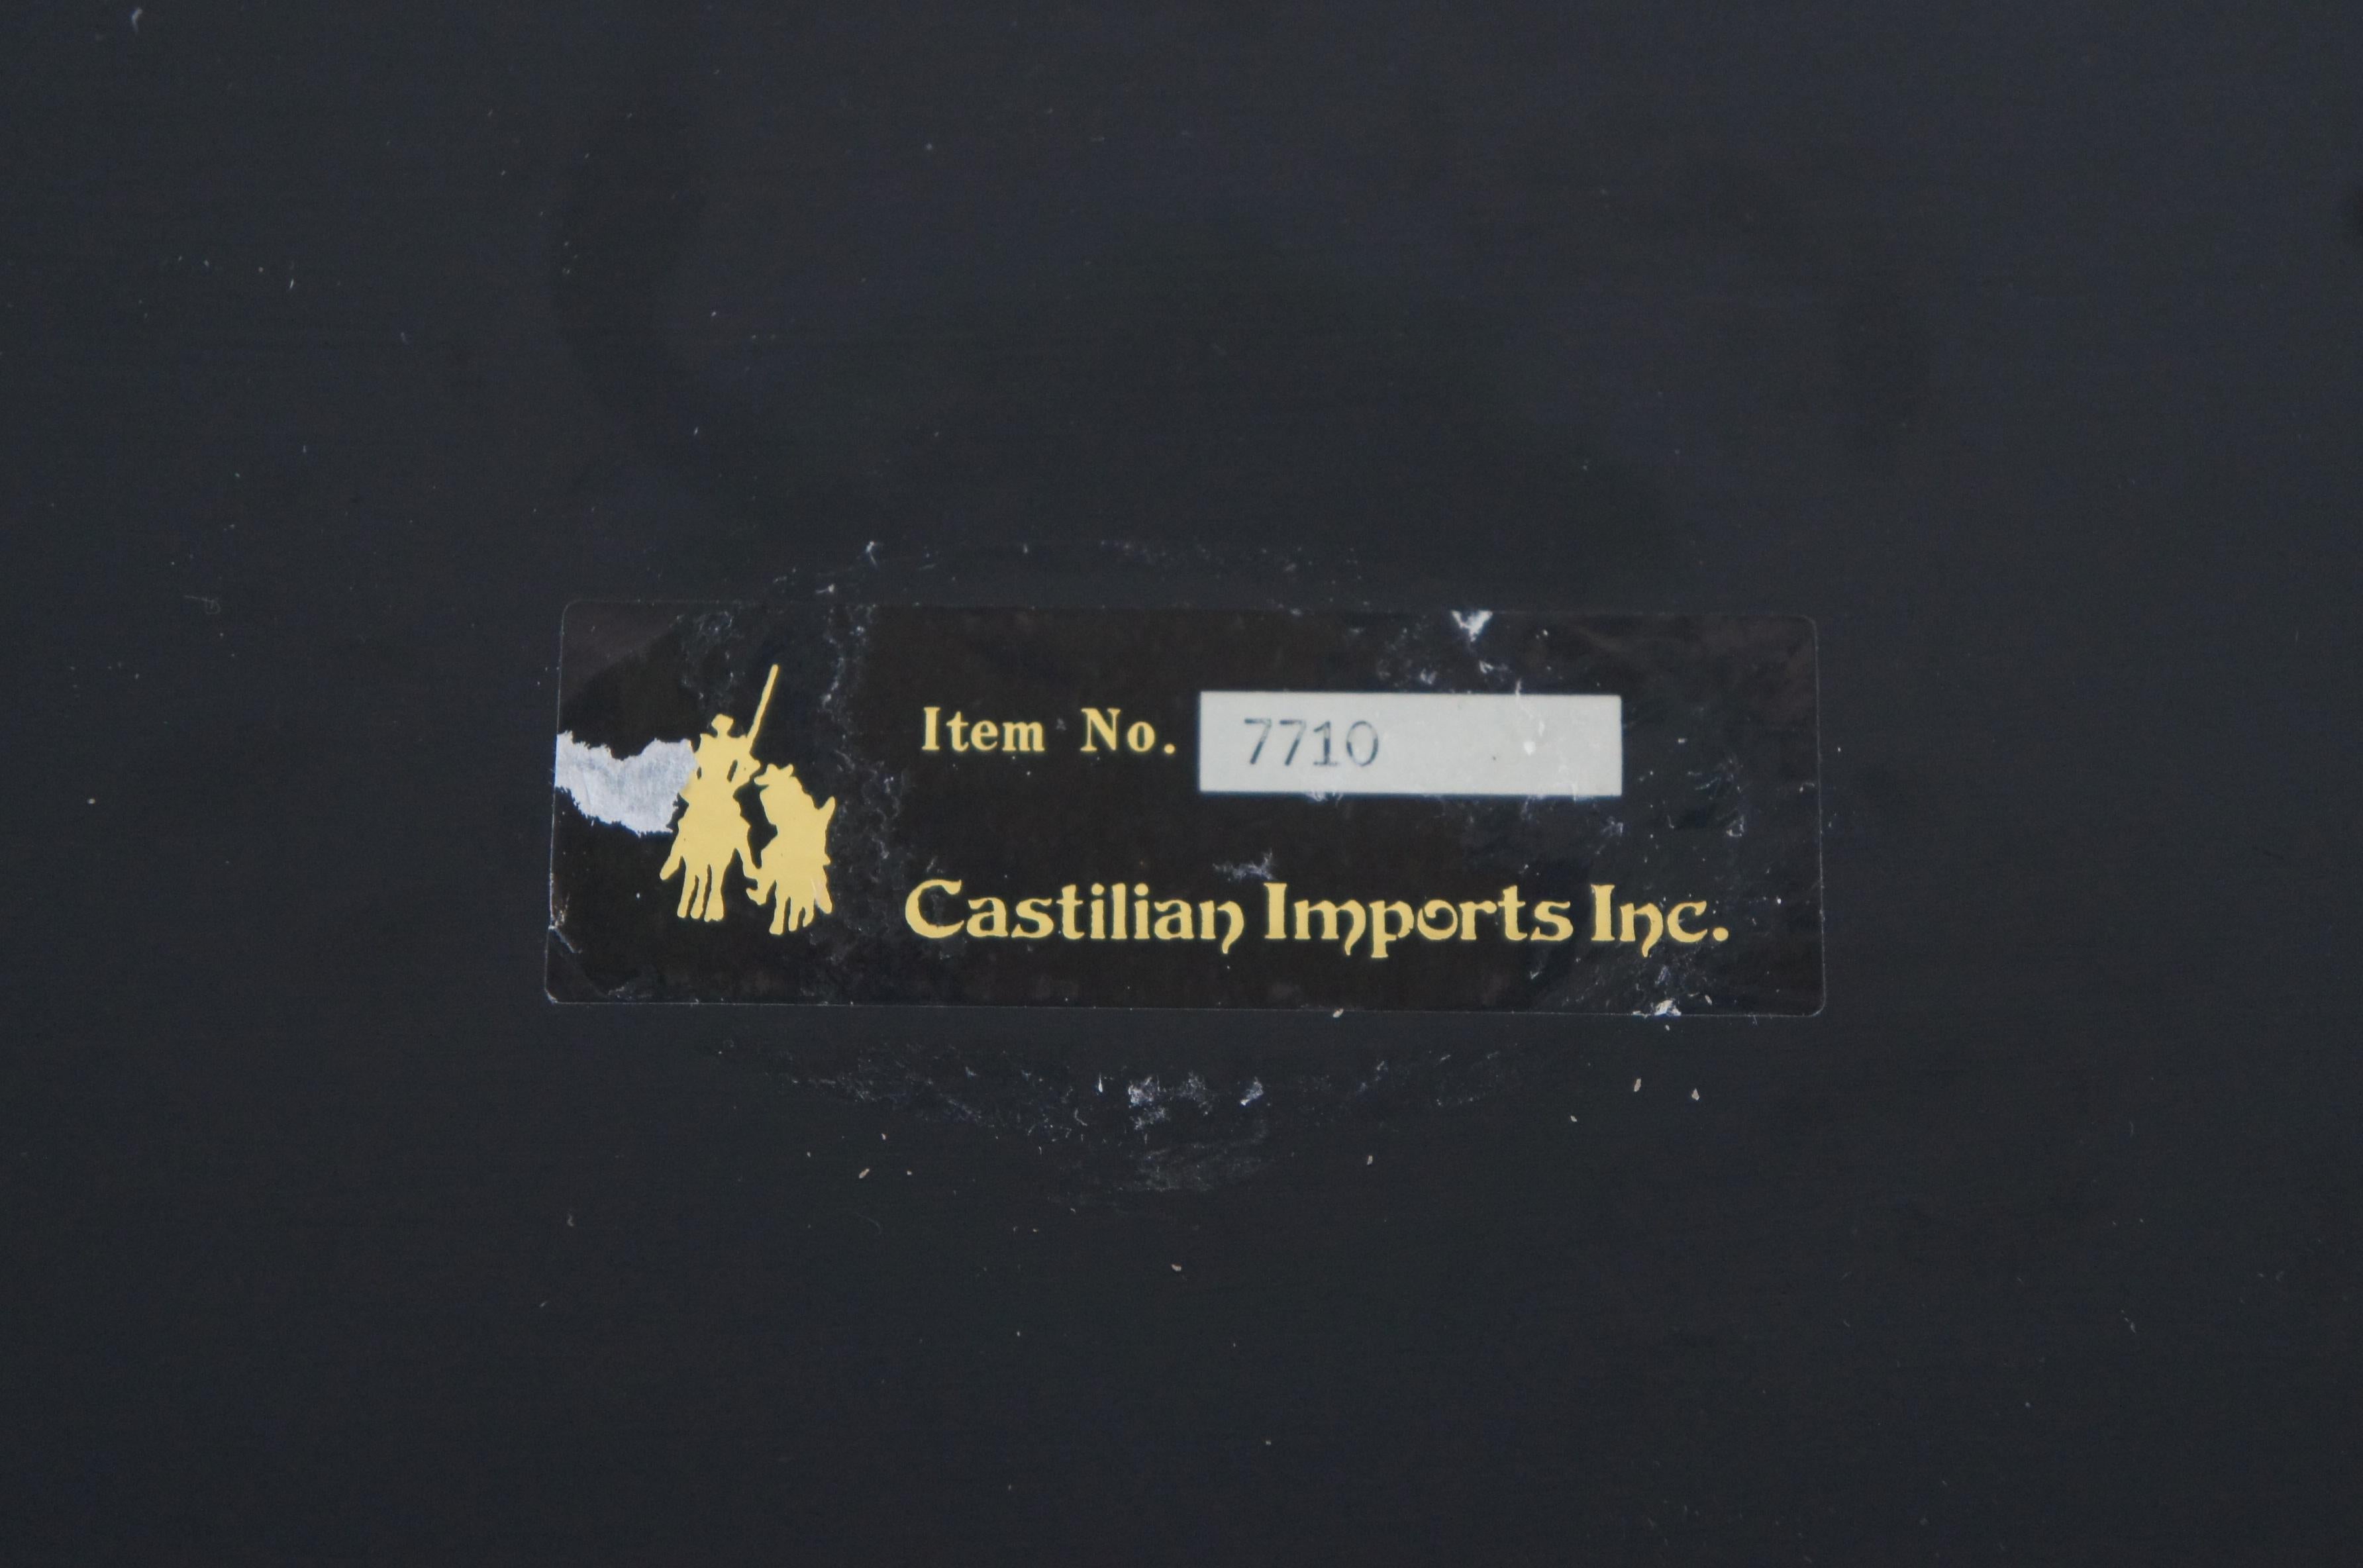 Item No. 7710
Castilian Imports Inc.